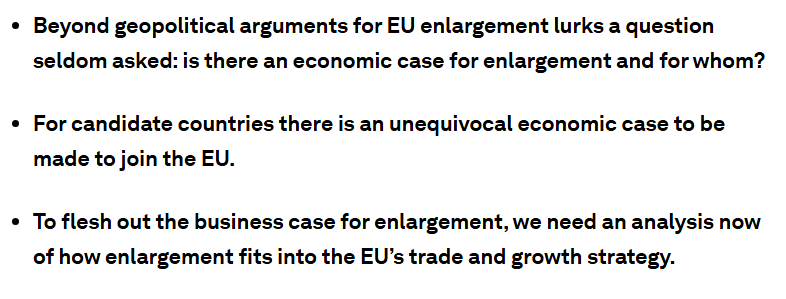 • Beyond geopolitical arguments for EU enlargement lurks a question
seldom asked: is there an economic case for enlargement and for whom?
• For candidate countries there is an unequivocal economic case to be
made to join the EU.
• To flesh out the business case for enlargement, we need an analysis now
of how enlargement fits into the EU’s trade and growth strategy.